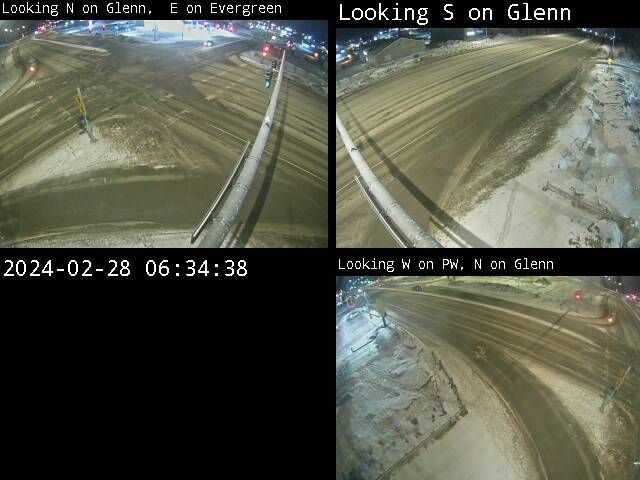 Looking N on Glenn,  E on Evergreen
Looking S on Glenn
2024-02-28 06:34:38
Looking W on PW, N on Glenn